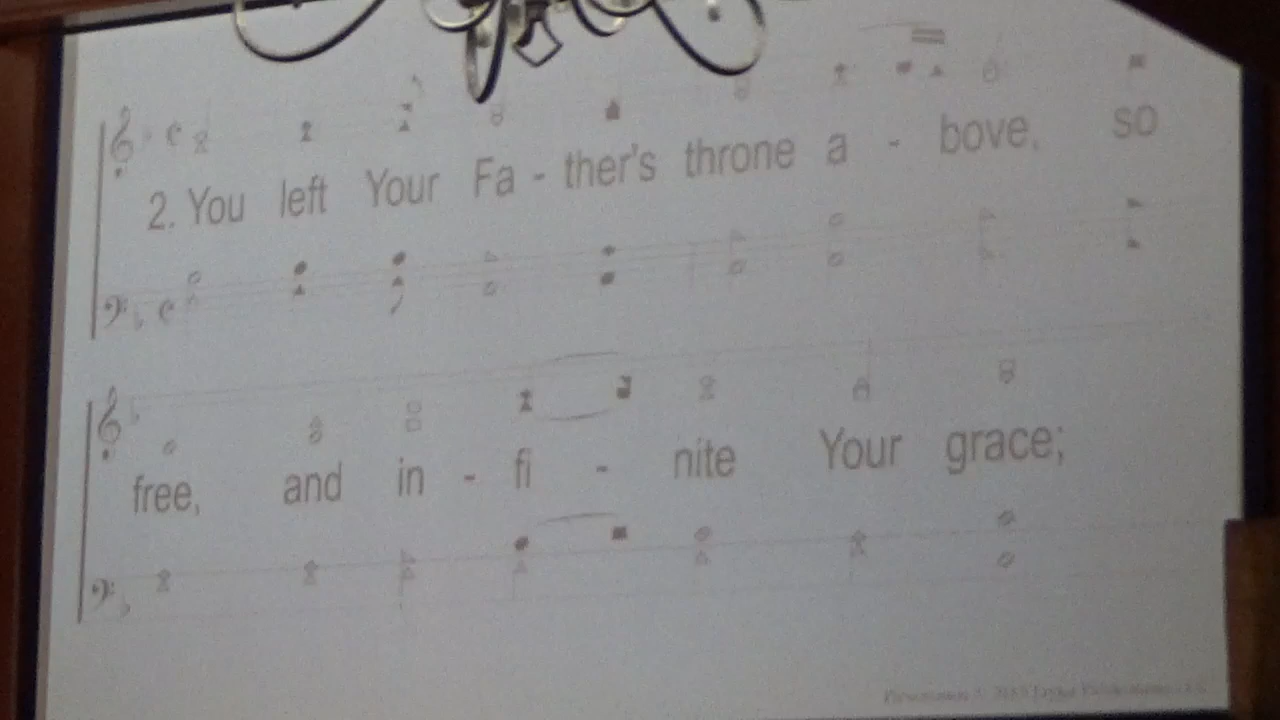 2. You left Your Fa - ther's throne a - bove, so
free, and in - fi - nite Your grace;